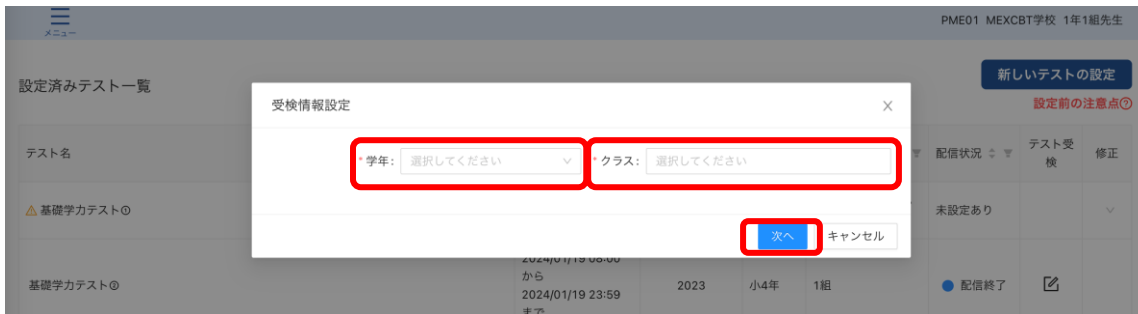 メニュー
PME01 MEXCBT学校 1年1組先生
設定済みテスト一覧
新しいテストの設定
設定前の注意点?
受検情報設定
*学年: 選択してください
*クラス: 選択してください
次へ
キャンセル
テスト名
配信状況
テスト受
検
修正
基礎学力テスト①
未設定あり
基礎学力テスト②
2024/01/19 08:00
から
2024/01/19 23:59
まで
2023
小4年
1組
配信終了